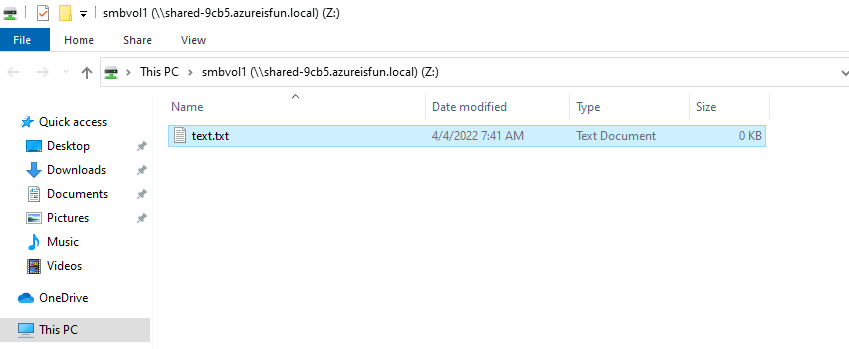 smbvol1 (\\shared-9cb5.azureisfun.local) (Z:)
File Home Share View
This PC smbvol1 (\\shared-9cb5.azureisfun.local) (Z:)
Name Date modified Type Size
text.txt 4/4/2022 7:41 AM Text Document 0 KB
Quick access
Desktop
Downloads
Documents
Pictures
Music
Videos
OneDrive
This PC